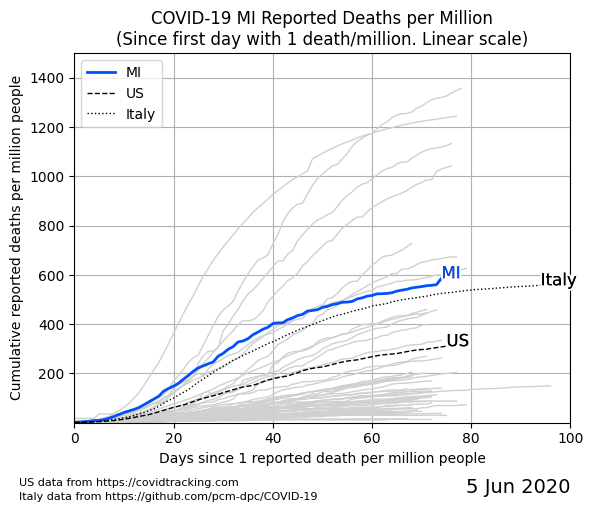 COVID-19 MI Reported Deaths per Million
(Since first day with 1 death/million. Linear scale)
Cumulative reported deaths per million people
1400
1200
1000
800
600
400
200
MI
US
Italy
MI
Italy
US
0
20
40
60
80
100
Days since 1 reported death per million people
US data from https://covidtracking.com
Italy data from https://github.com/pcm-dpc/COVID-19
5 Jun 2020